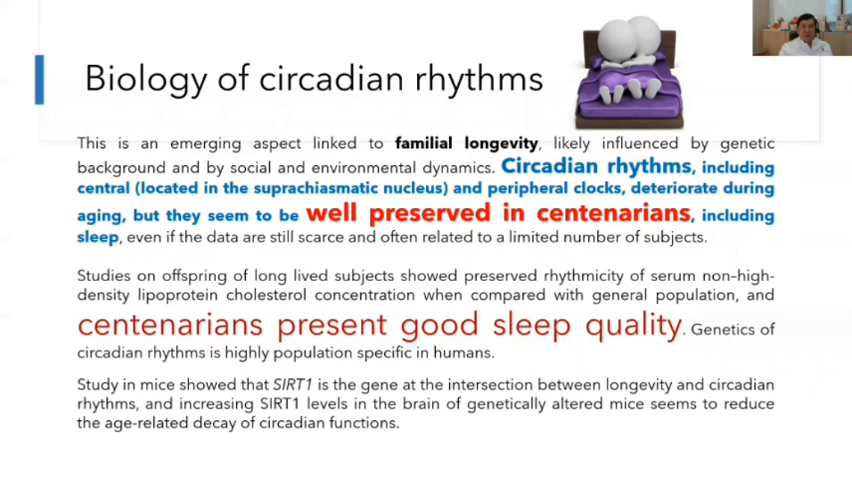 Biology of circadian rhythms
This is an emerging aspect linked to familial longevity, likely influenced by genetic
background and by social and environmental dynamics. Circadian rhythms, including
central (located in the suprachiasmatic nucleus) and peripheral clocks, deteriorate during
aging, but they seem to be well preserved in centenarians, including
sleep, even if the data are still scarce and often related to a limited number of subjects.
Studies on offspring of long lived subjects showed preserved rhythmicity of serum non–high-
density lipoprotein cholesterol concentration when compared with general population, and
centenarians present good sleep quality. Genetics of
circadian rhythms is highly population specific in humans.
Study in mice showed that SIRT1 is the gene at the intersection between longevity and circadian
rhythms, and increasing SIRT1 levels in the brain of genetically altered mice seems to reduce
the age-related decay of circadian functions.